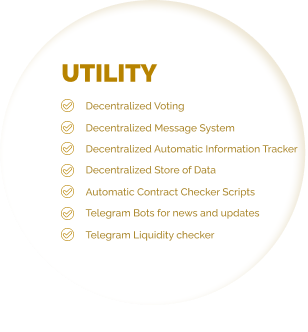 UTILITY
Decentralized Voting
Decentralized Message System
Decentralized Automatic Information Tracker
Decentralized Store of Data
Automatic Contract Checker Scripts
Telegram Bots for news and updates
Telegram Liquidity checker